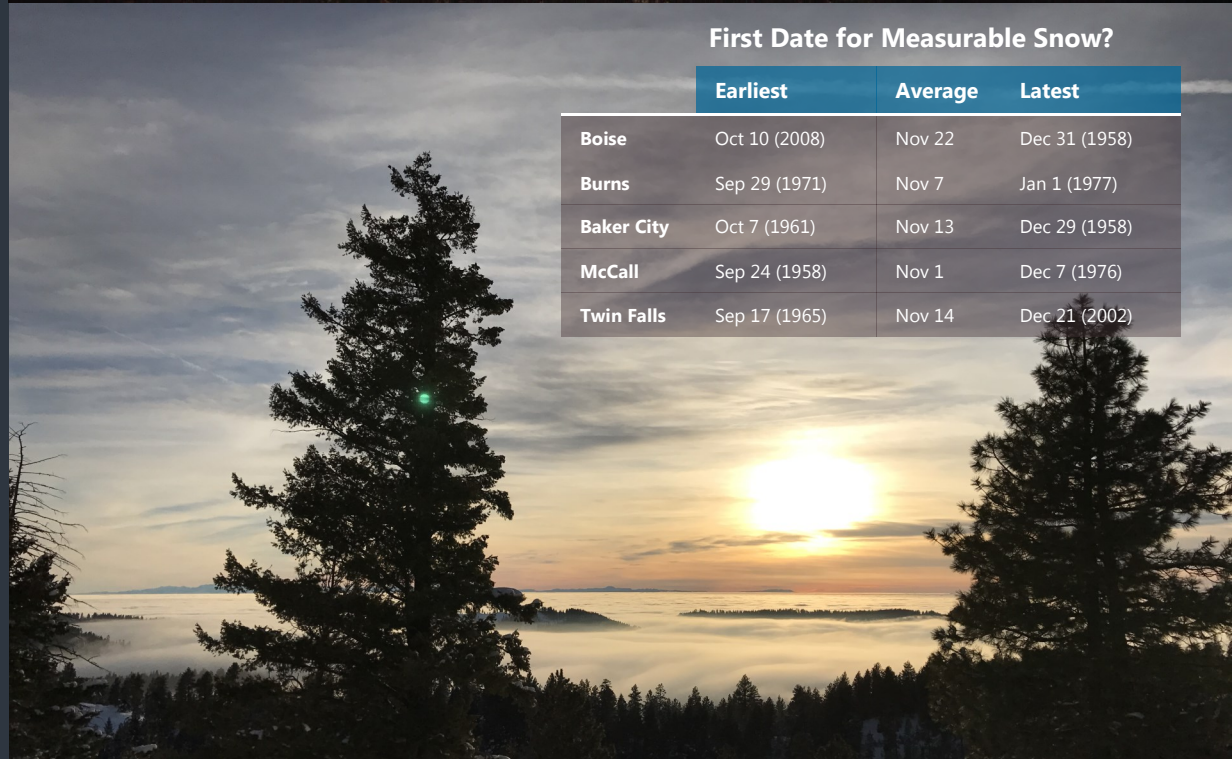 First Date for Measurable Snow?
Earliest Average Latest
Boise Oct 10 (2008) Nov 22 Dec 31 (1958)
Burns Sep 29 (1971) Nov 7 Jan 1 (1977)
Baker City Oct 7 (1961) Nov 13 Dec 29 (1958)
McCall Sep 24 (1958) Nov 1 Dec 7 (1976)
Twin Falls Sep 17 (1965) Nov 14 Dec 21 (2002)